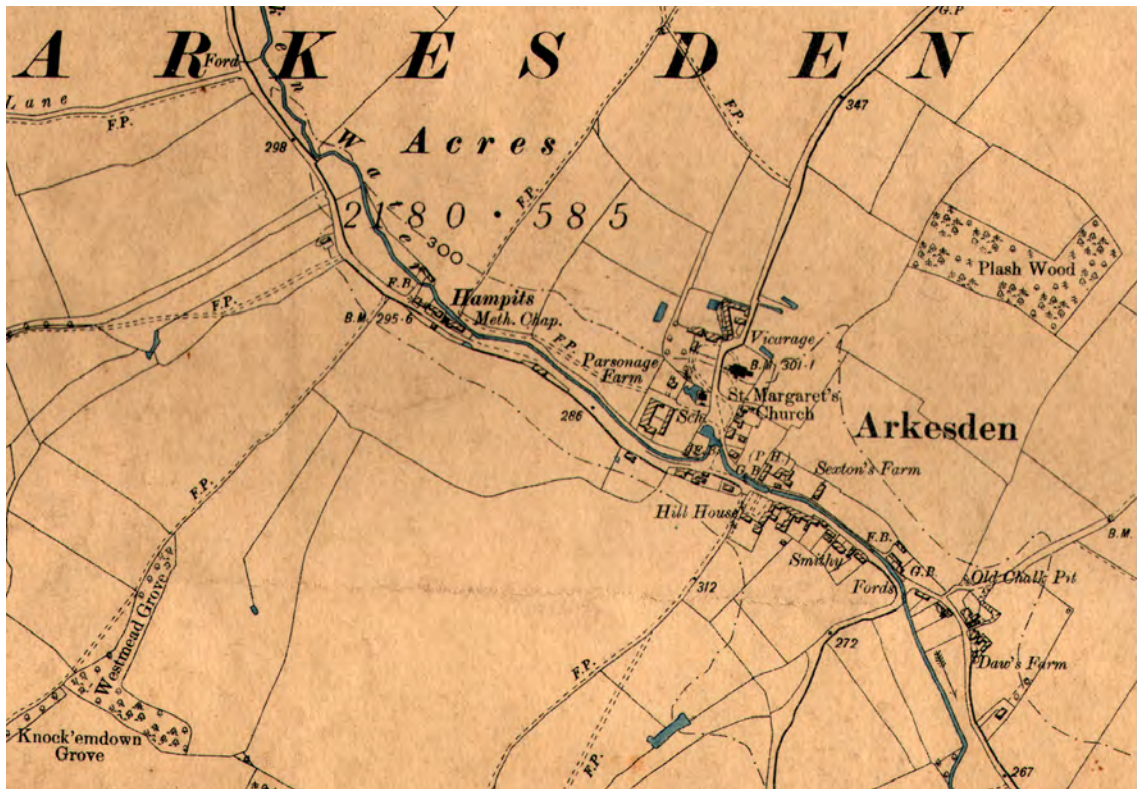 G.P
ARKESDEN
Ford
Lane
F.P.
F.P.
347
298
Wate
Acres
F.P.
2180·585
300
Plash Wood
F.P.
F.B.
Hampits
Meth. Chap.
B.M. 295·6
F.P.
Vicarage
Parsonage
Farm
B.M. 301·1
St. Margaret's
Church
286
Sch.
Arkesden
(P.H.)
G.B.
Sexton's Farm
F.P.
Hill House
F.B.
B.M.
Smithy
G.B.
Old Chalk Pit
312
Fords
Westmead Grove
272
F.P.
Daw's Farm
Knock'emdown
Grove
F.P.
267